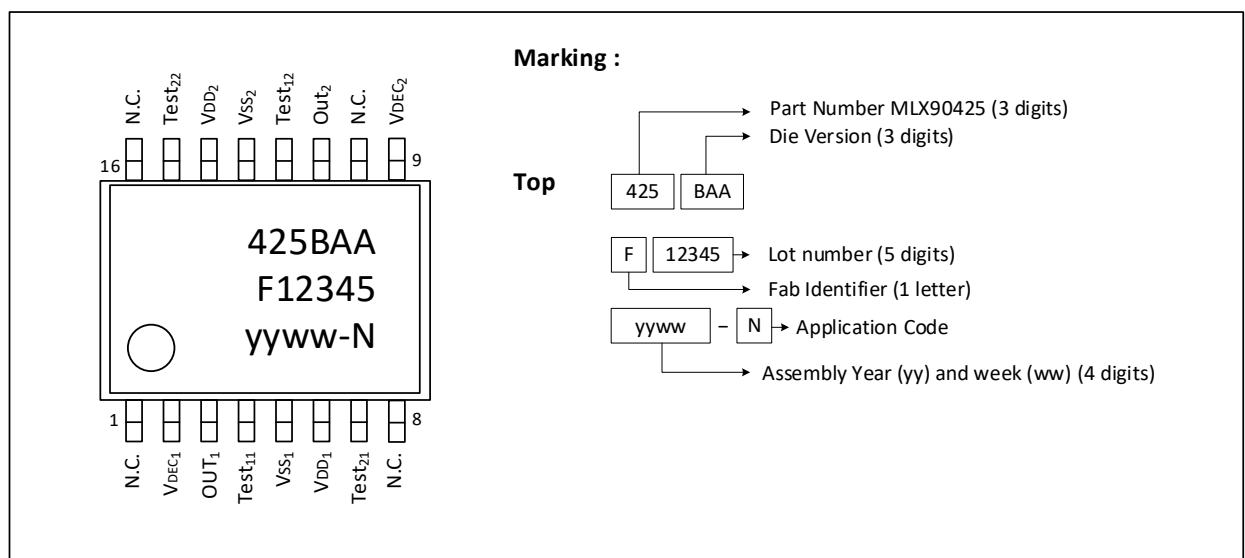 Marking :
N.C. Test22 VDD2 VSS2 Test12 Out2 N.C. VDEC2
16 9
425BAA
F12345
yyww-N
1 8
N.C. VDEC1 OUT1 Test11 VSS1 VDD1 Test21 N.C.
Part Number MLX90425 (3 digits)
Die Version (3 digits)
Top 425 BAA
F 12345 Lot number (5 digits)
Fab Identifier (1 letter)
yyww – N Application Code
Assembly Year (yy) and week (ww) (4 digits)